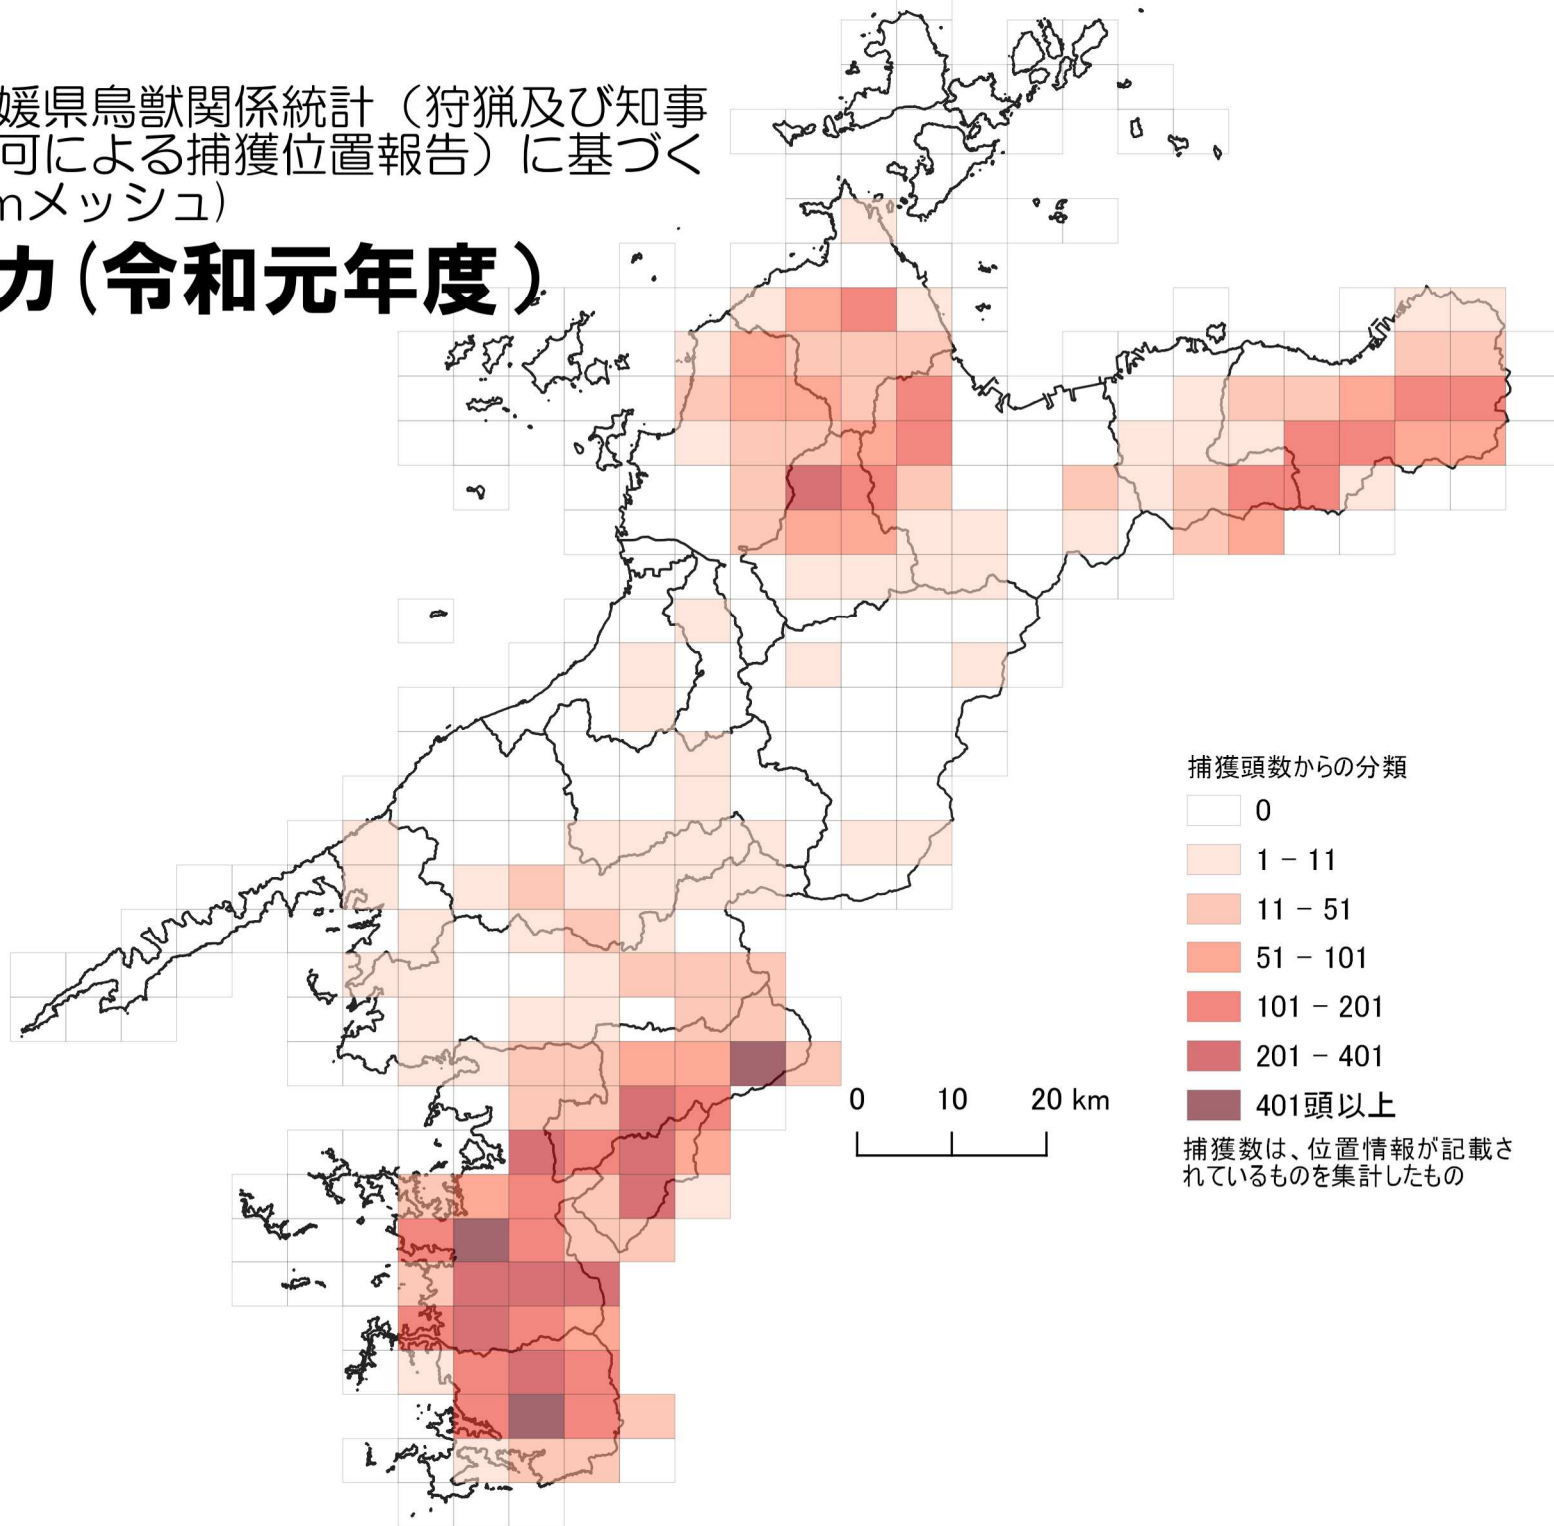 媛県鳥獣関係統計（狩猟及び知事
可による捕獲位置報告）に基づく
mメッシュ)
カ(令和元年度)
捕獲頭数からの分類
0
1 - 11
11 - 51
51 - 101
101 - 201
201 - 401
401頭以上
捕獲数は、位置情報が記載さ
れているものを集計したもの
0 10 20 km